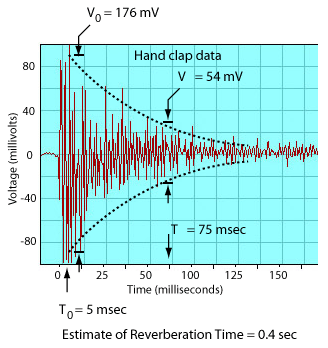 V0 = 176 mV
Hand clap data
V = 54 mV
80
40
0
-40
-80
Voltage (millivolts)
T = 75 msec
0 25 50 100 125 150
Time (milliseconds)
T0 = 5 msec
Estimate of Reverberation Time = 0.4 sec